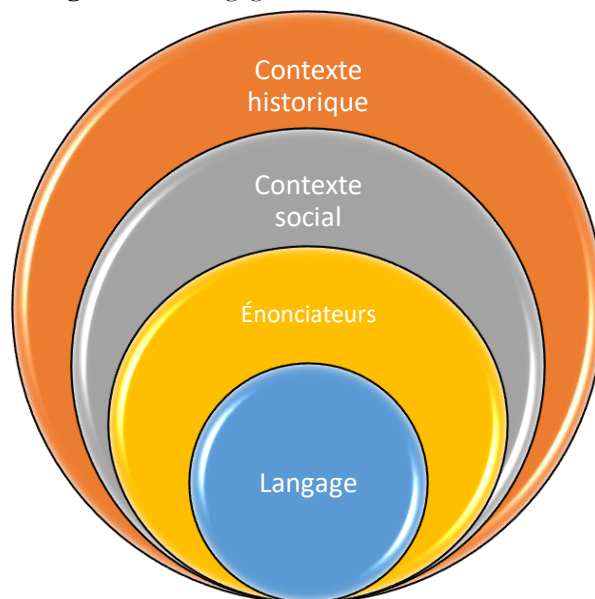 Contexte
historique
Contexte
social
Énonciateurs
Langage